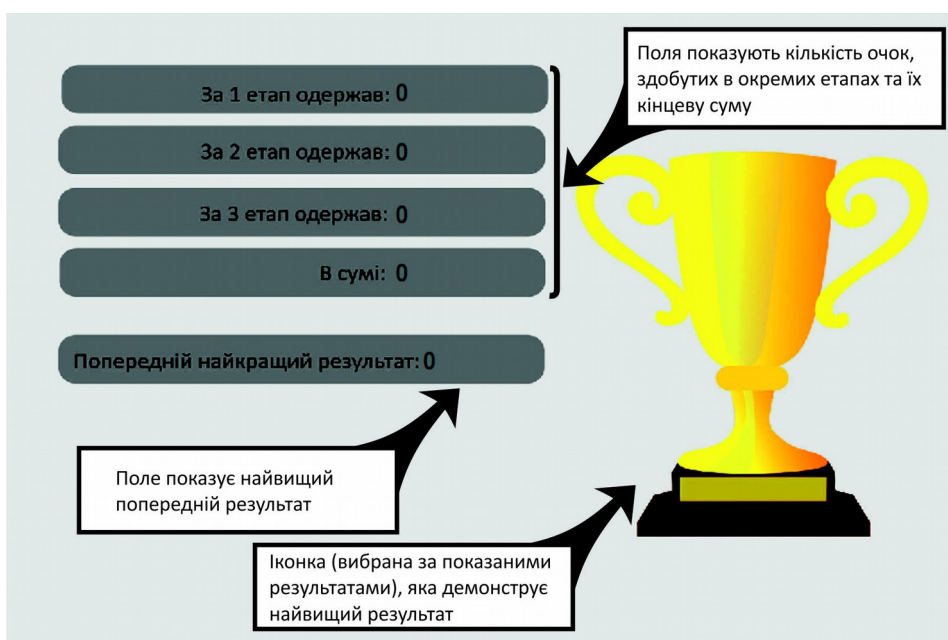 Поля показують кількість очок,
здобутих в окремих етапах та їх
кінцеву суму
За 1 етап одержав: 0
За 2 етап одержав: 0
За 3 етап одержав: 0
В сумі: 0
Попередній найкращий результат: 0
Поле показує найвищий
попередній результат
Іконка (вибрана за показаними
результатами), яка демонструє
найвищий результат